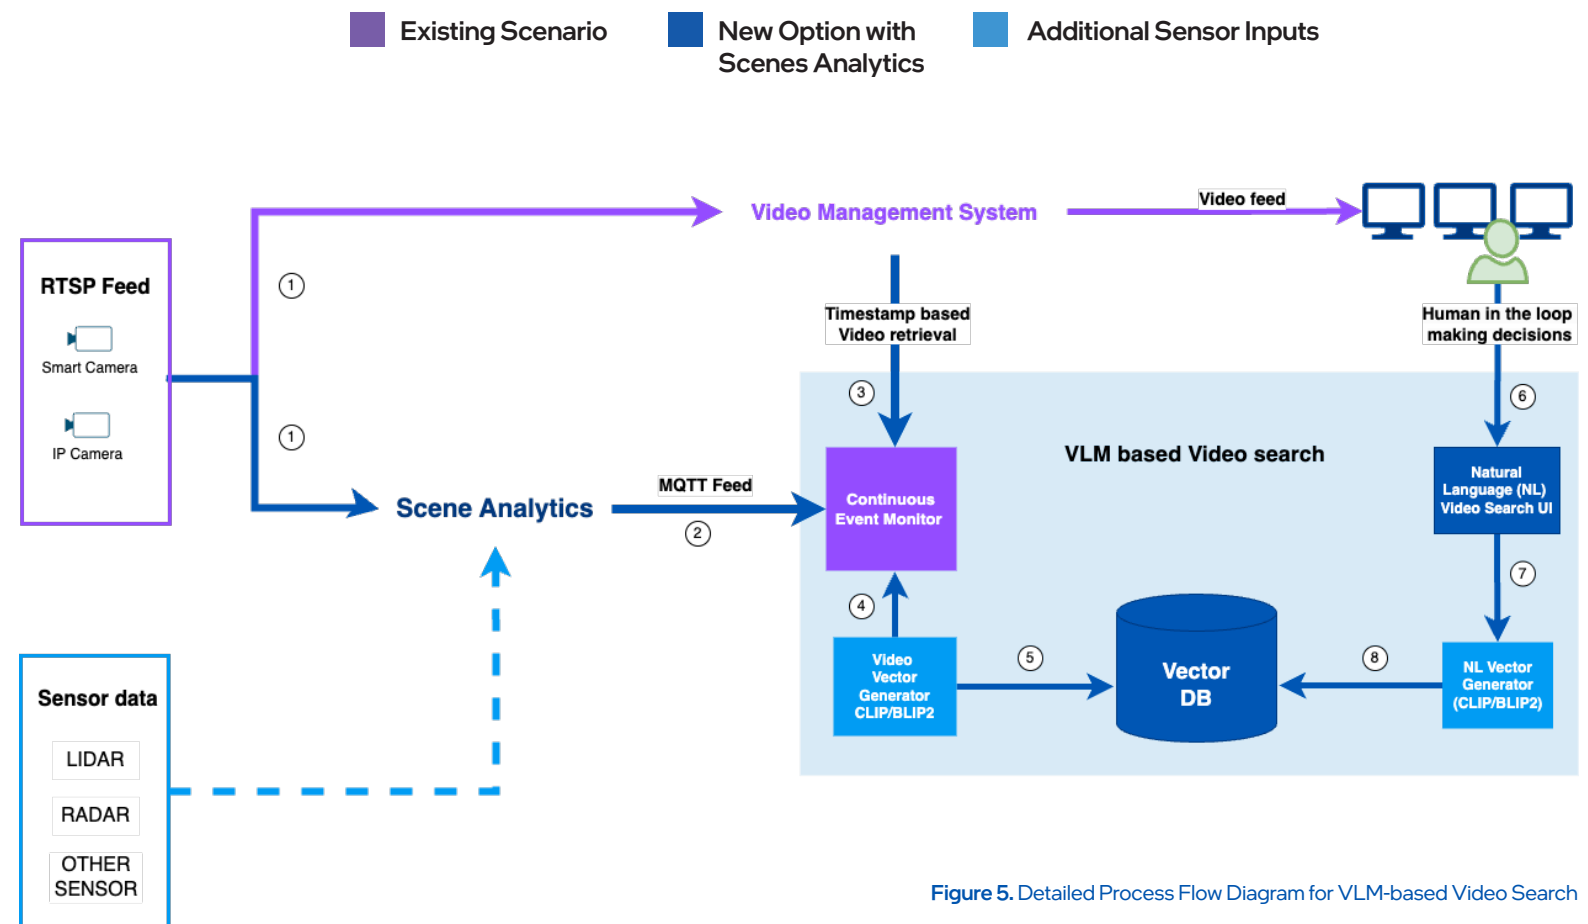 Existing Scenario
New Option with
Scenes Analytics
Additional Sensor Inputs
Video Management System
Video feed
RTSP Feed
Smart Camera
IP Camera
1
1
Timestamp based
Video retrieval
Human in the loop
making decisions
3
6
VLM based Video search
Scene Analytics
MQTT Feed
2
Continuous
Event Monitor
Natural
Language (NL)
Video Search UI
7
4
5
8
Video
Vector
Generator
CLIP/BLIP2
Vector
DB
NL Vector
Generator
(CLIP/BLIP2)
Sensor data
LIDAR
RADAR
OTHER
SENSOR
Figure 5. Detailed Process Flow Diagram for VLM-based Video Search